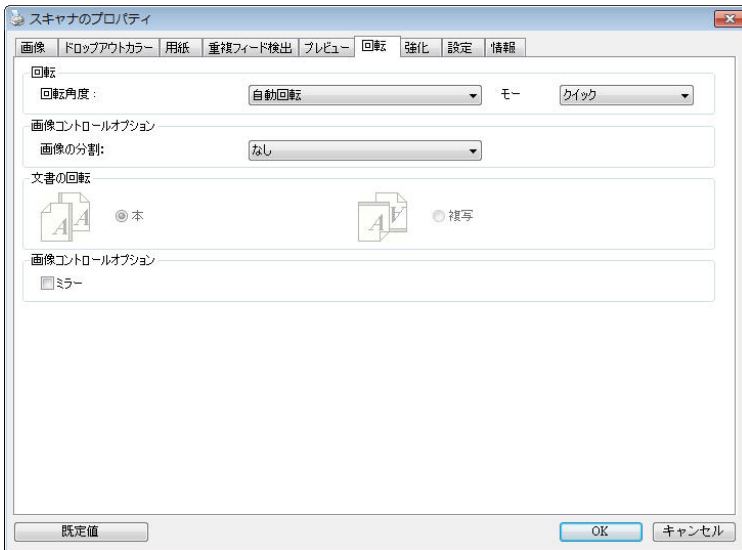 スキャナのプロパティ
画像 ドロップアウトカラー 用紙 重複フィード検出 プレビュー 回転 強化 設定 情報
回転
回転角度: 自動回転 モー クイック
画像コントロールオプション
画像の分割: なし
文書の回転
A A 本 A A 複写
画像コントロールオプション
ミラー
既定値 OK キャンセル